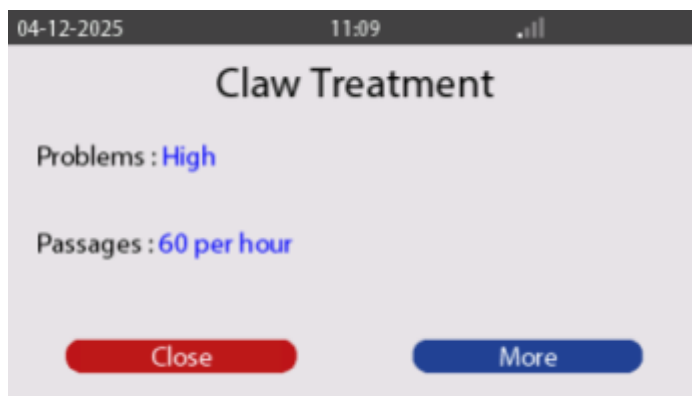 04-12-2025 11:09
Claw Treatment
Problems : High
Passages : 60 per hour
Close More